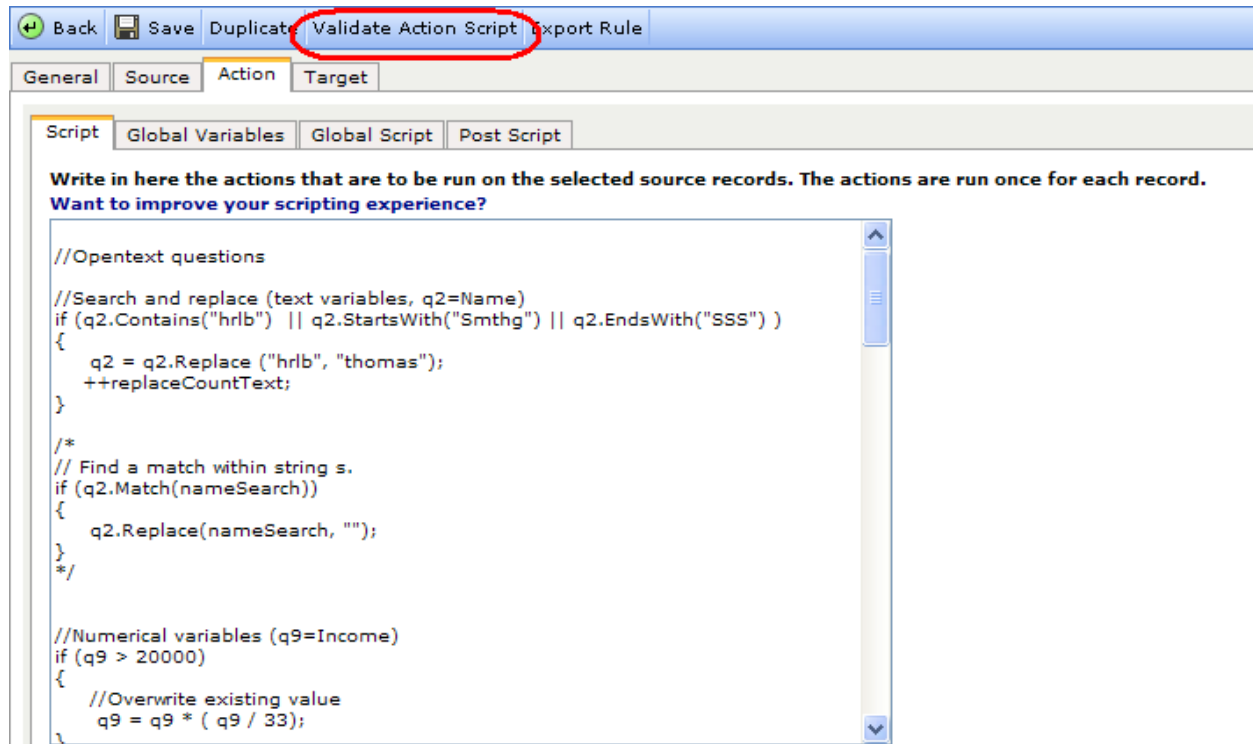 Back Save Duplicate Validate Action Script Export Rule
General Source Action Target
Script Global Variables Global Script Post Script
Write in here the actions that are to be run on the selected source records. The actions are run once for each record.
Want to improve your scripting experience?
//Opentext questions
//Search and replace (text variables, q2=Name)
if (q2.Contains("hrlb")  || q2.StartsWith("Smthg") || q2.EndsWith("SSS") )
{
q2 = q2.Replace ("hrlb", "thomas");
++replaceCountText;
}
/*
// Find a match within string s.
if (q2.Match(nameSearch))
{
q2.Replace(nameSearch, "");
}
*/
//Numerical variables (q9=Income)
if (q9 > 20000)
{
//Overwrite existing value
q9 = q9 * ( q9 / 33);
}